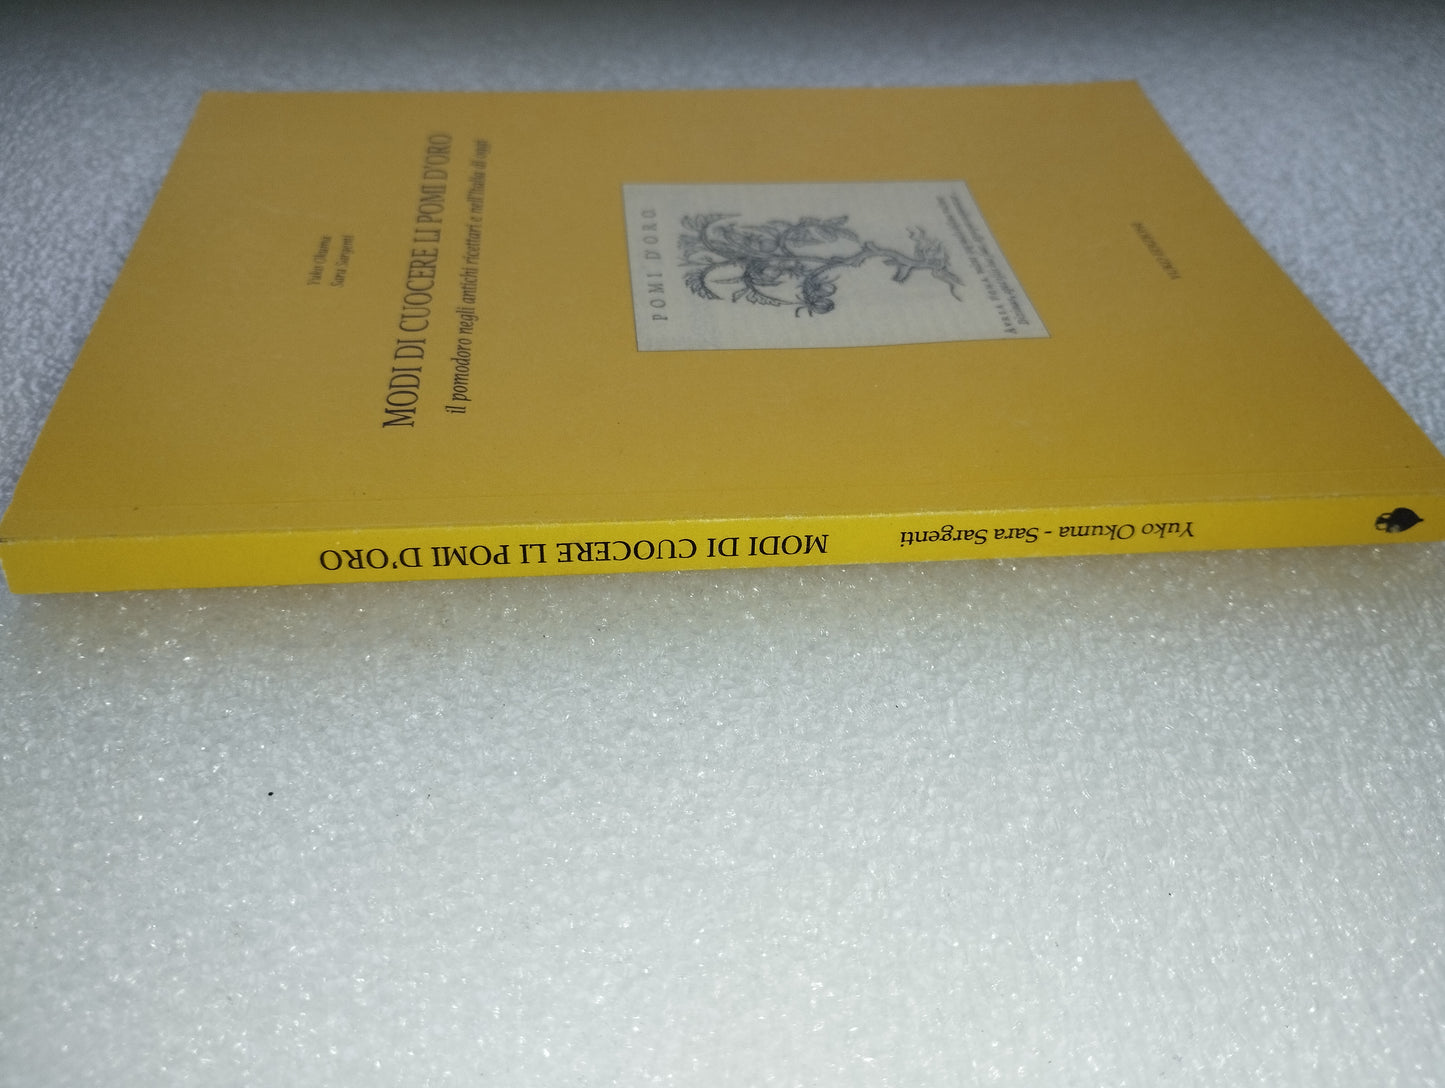 Yuko Okuma
Sara Sargenti
MODI DI CUOCERE LI POMI D'ORO
il pomodoro negli antichi ricettari e nell'Italia di oggi
POMI D'ORO
MODI DI CUOCERE LI POMI D'ORO
Yuko Okuma - Sara Sargenti